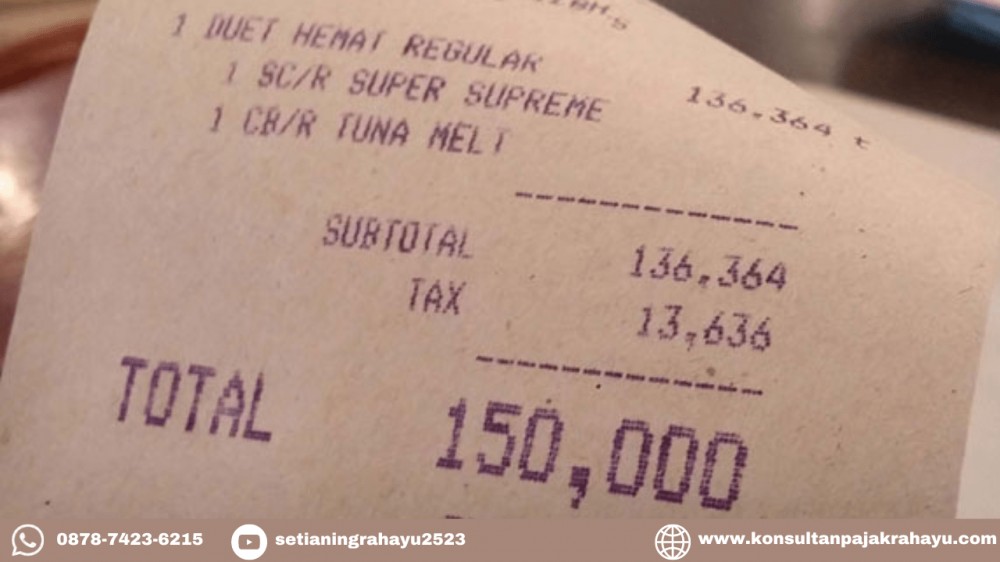 1 DUET HEMAT REGULAR 136,364 t
1 SC/R SUPER SUPREME
1 CB/R TUNA MELT
SUBTOTAL 136,364
TAX 13,636
TOTAL 150,000
0878-7423-6215 setianingrahayu2523 www.konsultanpajakrahayu.com